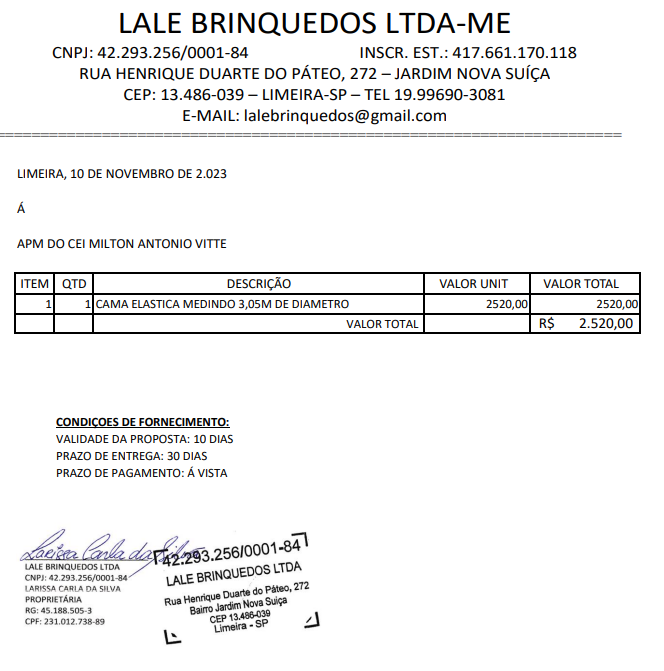 LALE BRINQUEDOS LTDA-ME
CNPJ: 42.293.256/0001-84 INSCR. EST.: 417.661.170.118
RUA HENRIQUE DUARTE DO PÁTEO, 272 – JARDIM NOVA SUÍÇA
CEP: 13.486-039 – LIMEIRA-SP – TEL 19.99690-3081
E-MAIL: lalebrinquedos@gmail.com
LIMEIRA, 10 DE NOVEMBRO DE 2.023
Á
APM DO CEI MILTON ANTONIO VITTE
ITEM QTD DESCRIÇÃO VALOR UNIT VALOR TOTAL
1 1 CAMA ELASTICA MEDINDO 3,05M DE DIAMETRO 2520,00 2520,00
VALOR TOTAL R$ 2.520,00
CONDIÇOES DE FORNECIMENTO:
VALIDADE DA PROPOSTA: 10 DIAS
PRAZO DE ENTREGA: 30 DIAS
PRAZO DE PAGAMENTO: Á VISTA
Larissa Carla da Silva
LALE BRINQUEDOS LTDA
CNPJ: 42.293.256/0001-84
LARISSA CARLA DA SILVA
PROPRIETÁRIA
RG: 45.188.505-3
CPF: 231.012.738-89
42.293.256/0001-84
LALE BRINQUEDOS LTDA
Rua Henrique Duarte do Páteo, 272
Bairro Jardim Nova Suiça
CEP 13.486-039
Limeira - SP